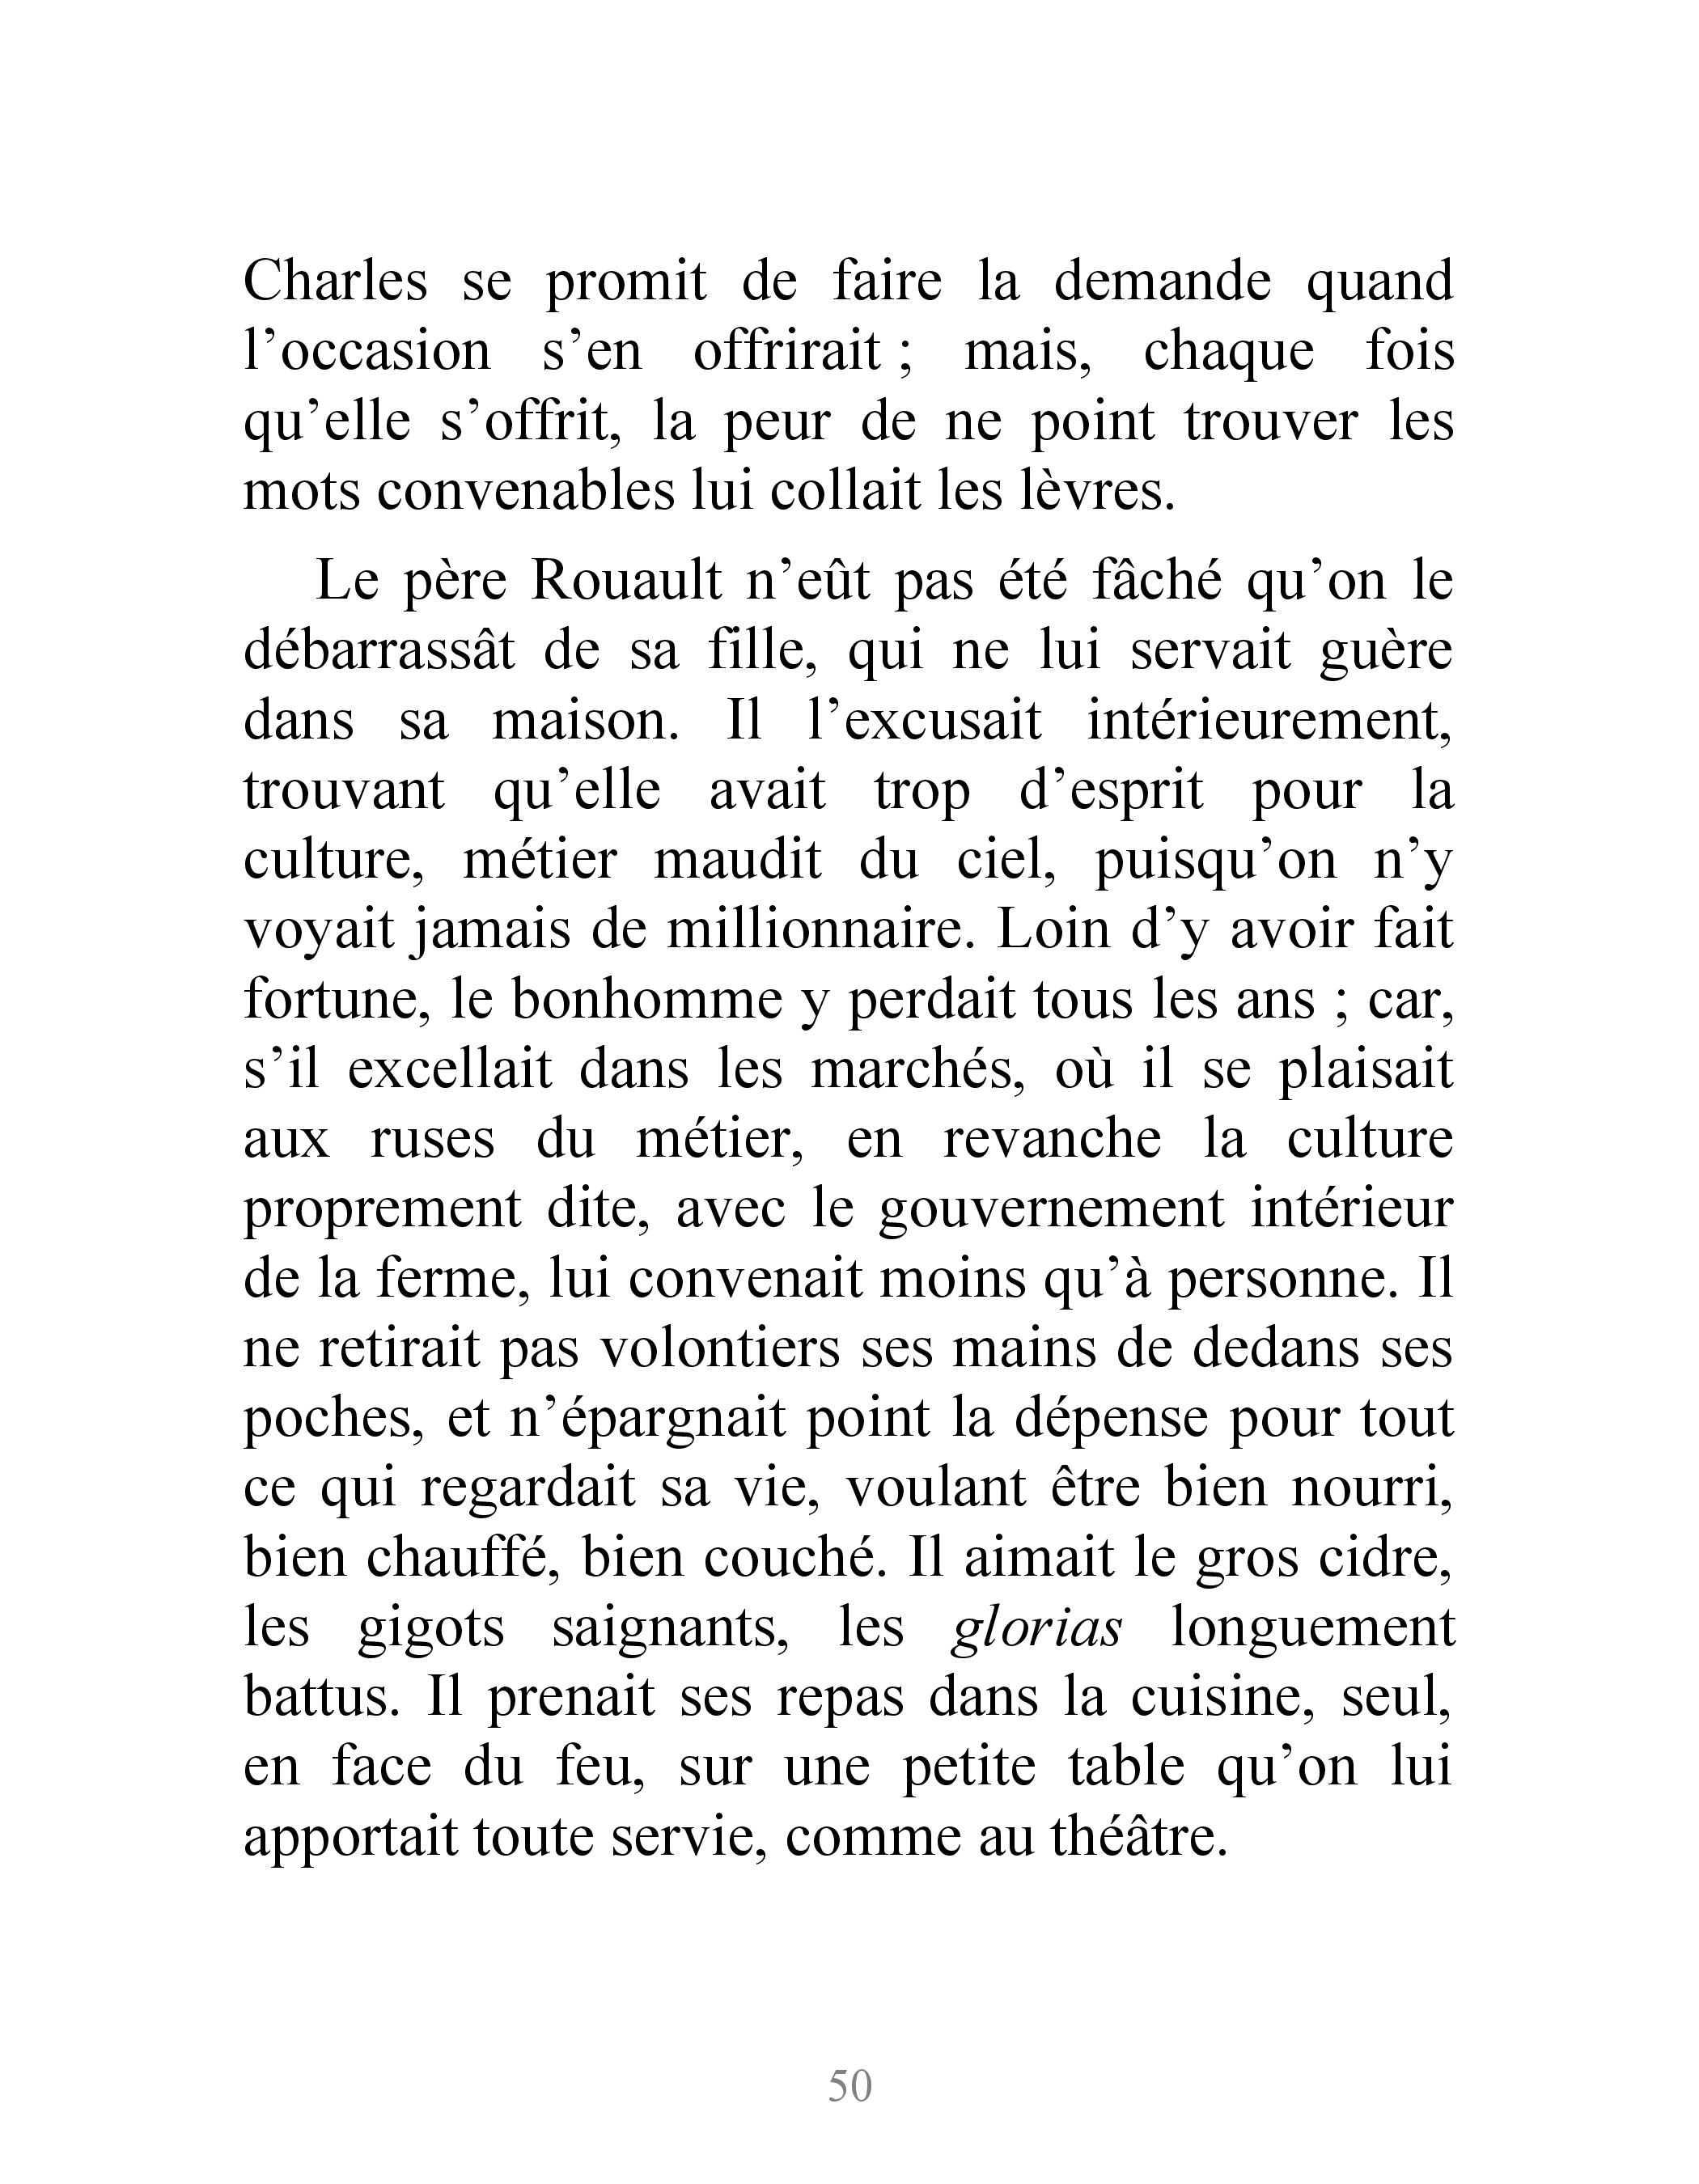 Charles se promit de faire la demande quand
l’occasion s’en offrirait ; mais, chaque fois
qu’elle s’offrit, la peur de ne point trouver les
mots convenables lui collait les lèvres.
Le père Rouault n’eût pas été fâché qu’on le
débarrassât de sa fille, qui ne lui servait guère
dans sa maison. Il l’excusait intérieurement,
trouvant qu’elle avait trop d’esprit pour la
culture, métier maudit du ciel, puisqu’on n’y
voyait jamais de millionnaire. Loin d’y avoir fait
fortune, le bonhomme y perdait tous les ans ; car,
s’il excellait dans les marchés, où il se plaisait
aux ruses du métier, en revanche la culture
proprement dite, avec le gouvernement intérieur
de la ferme, lui convenait moins qu’à personne. Il
ne retirait pas volontiers ses mains de dedans ses
poches, et n’épargnait point la dépense pour tout
ce qui regardait sa vie, voulant être bien nourri,
bien chauffé, bien couché. Il aimait le gros cidre,
les gigots saignants, les glorias longuement
battus. Il prenait ses repas dans la cuisine, seul,
en face du feu, sur une petite table qu’on lui
apportait toute servie, comme au théâtre.
50